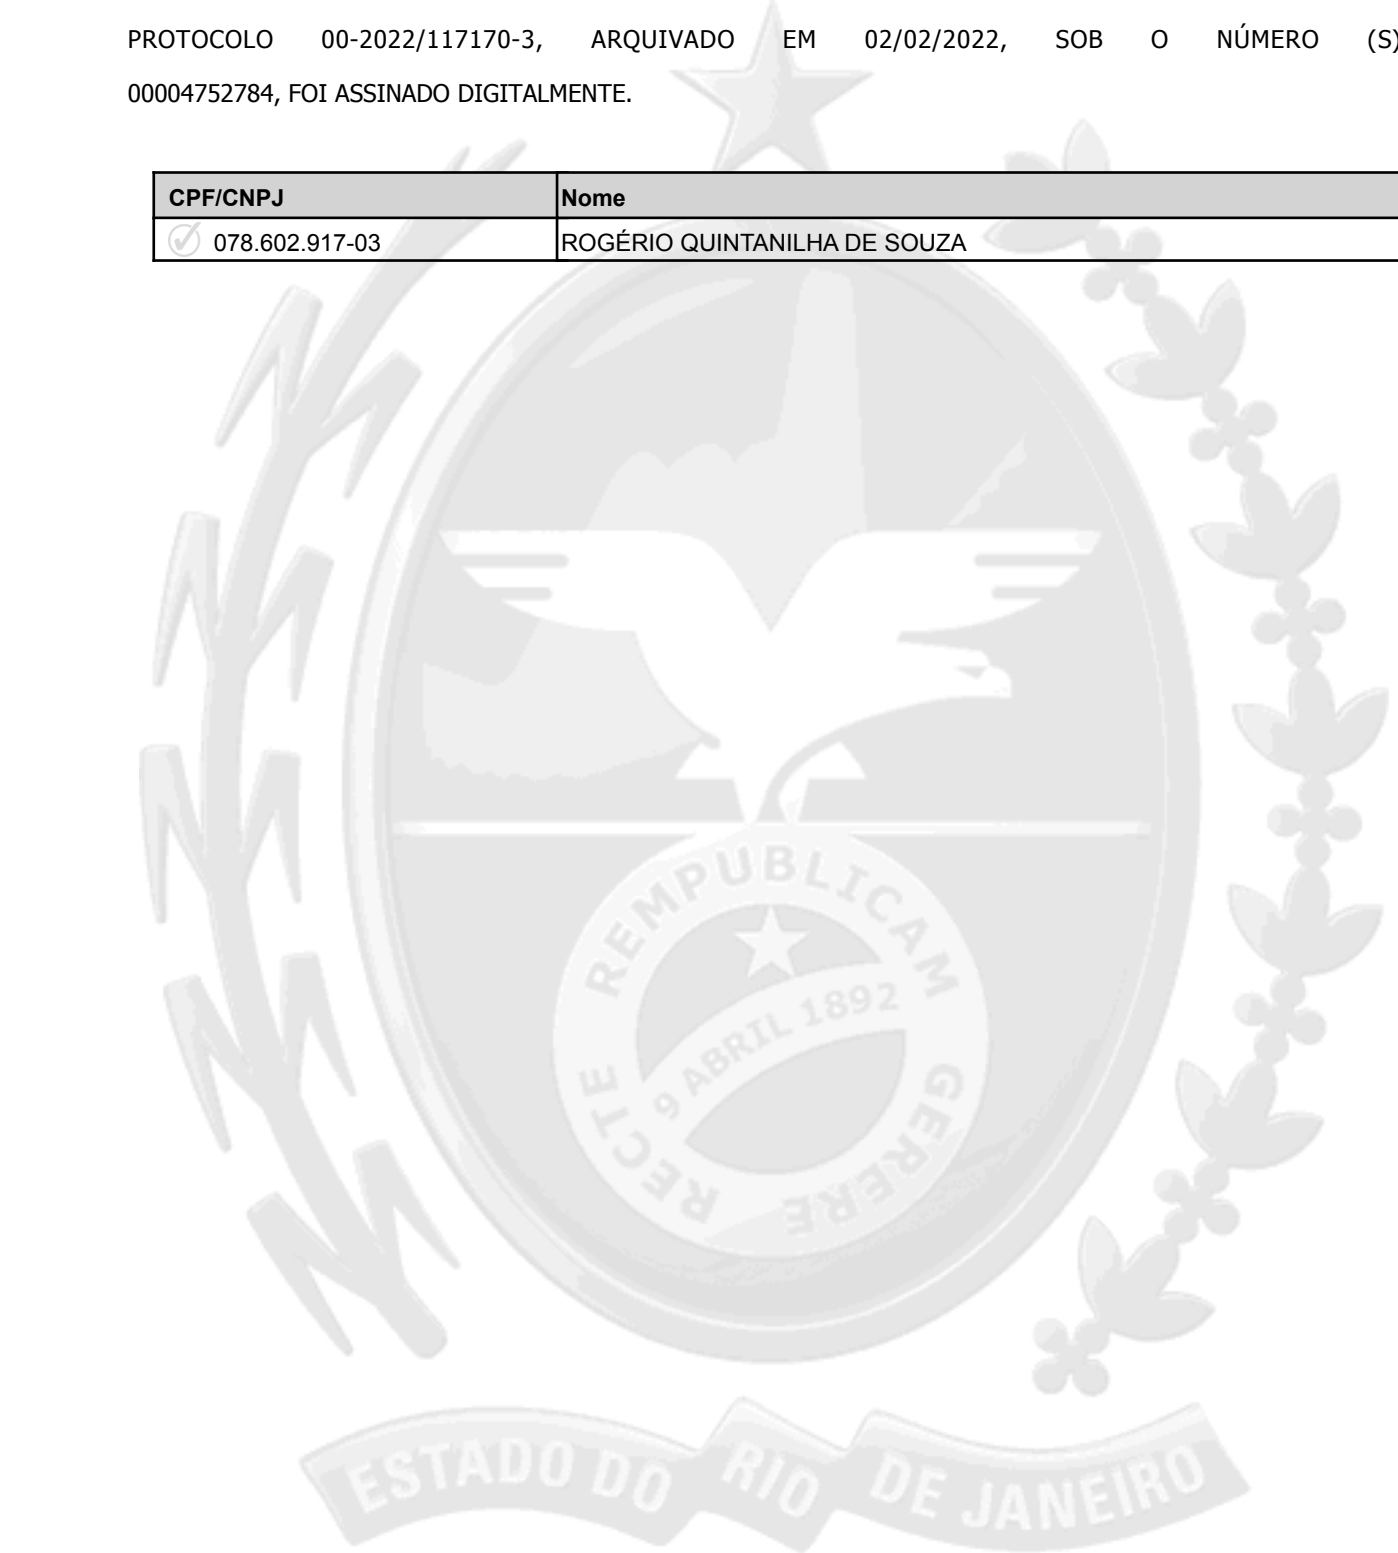 PROTOCOLO 00-2022/117170-3, ARQUIVADO EM 02/02/2022, SOB O NÚMERO (S)
00004752784, FOI ASSINADO DIGITALMENTE.
CPF/CNPJ Nome
078.602.917-03 ROGÉRIO QUINTANILHA DE SOUZA
REMPUBLICAM
9 ABRIL 1892
RECTE GERERE
ESTADO DO RIO DE JANEIRO